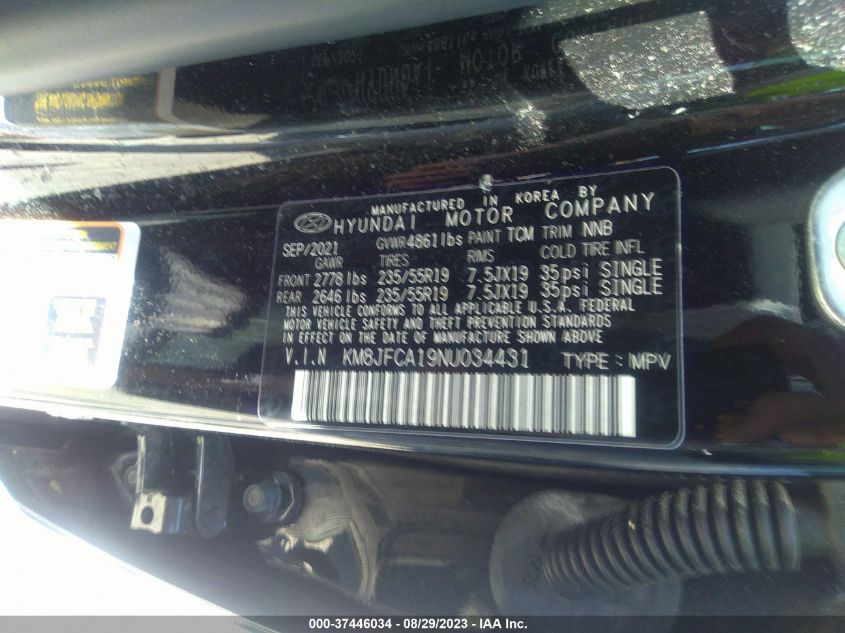 MANUFACTURED IN KOREA BY
HYUNDAI MOTOR COMPANY
SEP/2021 GVWR 4861 lbs PAINT TCM TRIM NNB
GAWR TIRES RIMS COLD TIRE INFL
FRONT 2778 lbs 235/55R19 7.5JX19 35psi SINGLE
REAR 2646 lbs 235/55R19 7.5JX19 35psi SINGLE
THIS VEHICLE CONFORMS TO ALL APPLICABLE U.S.A. FEDERAL
MOTOR VEHICLE SAFETY AND THEFT PREVENTION STANDARDS
IN EFFECT ON THE DATE OF MANUFACTURE SHOWN ABOVE
V.I.N KM8JFCA19NU034431 TYPE : MPV
000-37446034 - 08/29/2023 - IAA Inc.